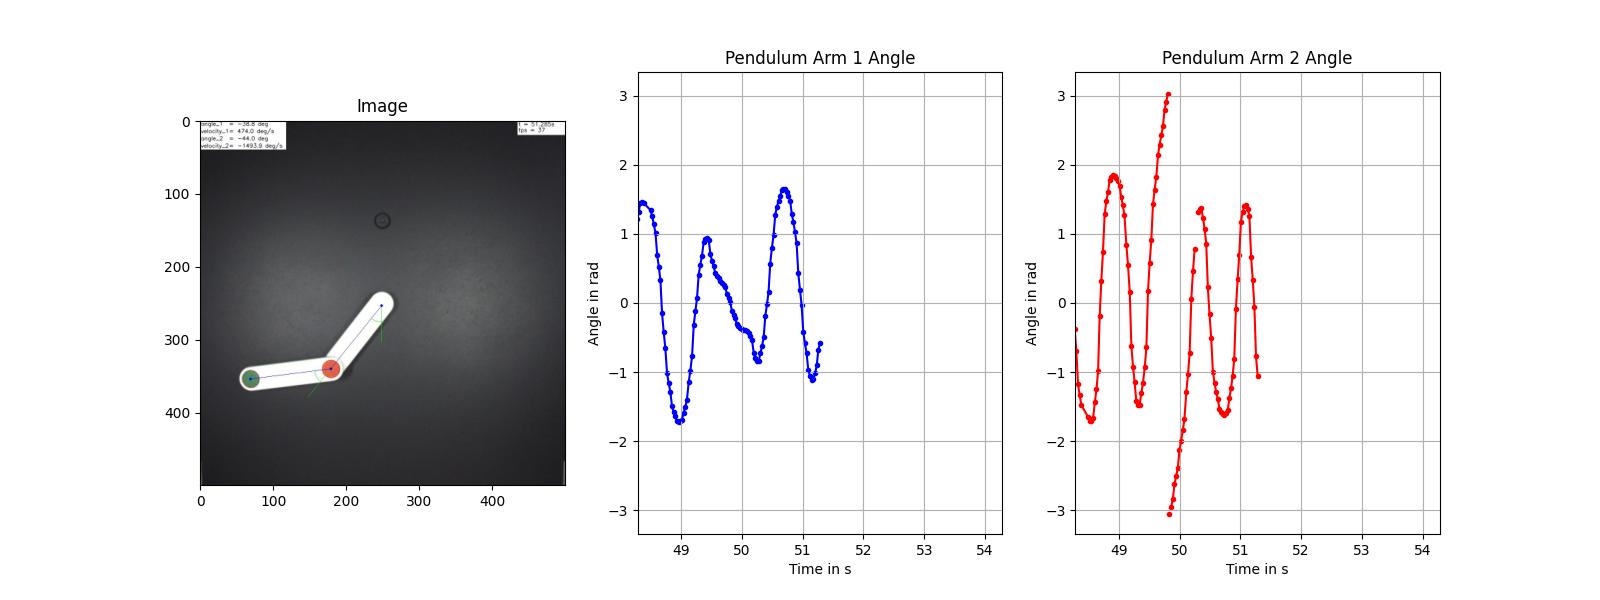 Image
angle_1 = -38.8 deg
velocity_1= 474.0 deg/s
angle_2 = -44.0 deg
velocity_2= -1493.9 deg/s
t = 51.285s
fps = 37
0
100
200
300
400
0
100
200
300
400
Pendulum Arm 1 Angle
Angle in rad
3
2
1
0
−1
−2
−3
49
50
51
52
53
54
Time in s
Pendulum Arm 2 Angle
Angle in rad
3
2
1
0
−1
−2
−3
49
50
51
52
53
54
Time in s